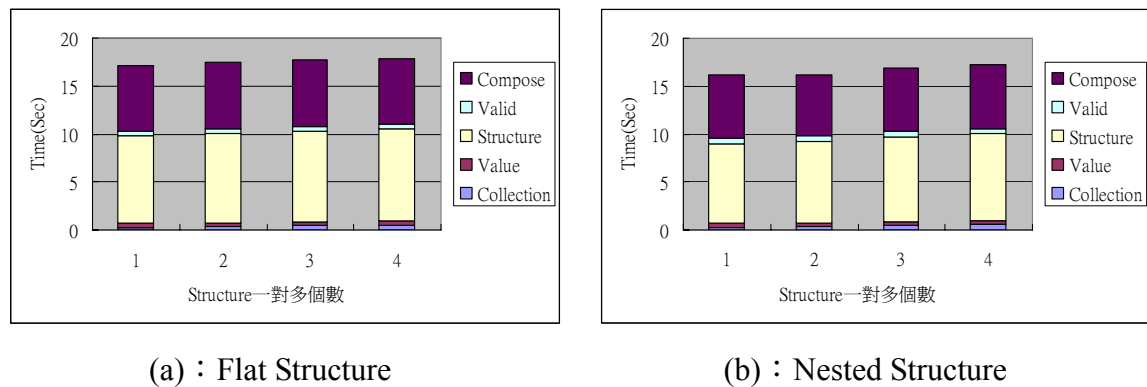 20
15
10
5
0
Time(Sec)
1 2 3 4
Structure一對多個數
Compose
Valid
Structure
Value
Collection
(a)：Flat Structure
20
15
10
5
0
Time(Sec)
1 2 3 4
Structure一對多個數
Compose
Valid
Structure
Value
Collection
(b)：Nested Structure